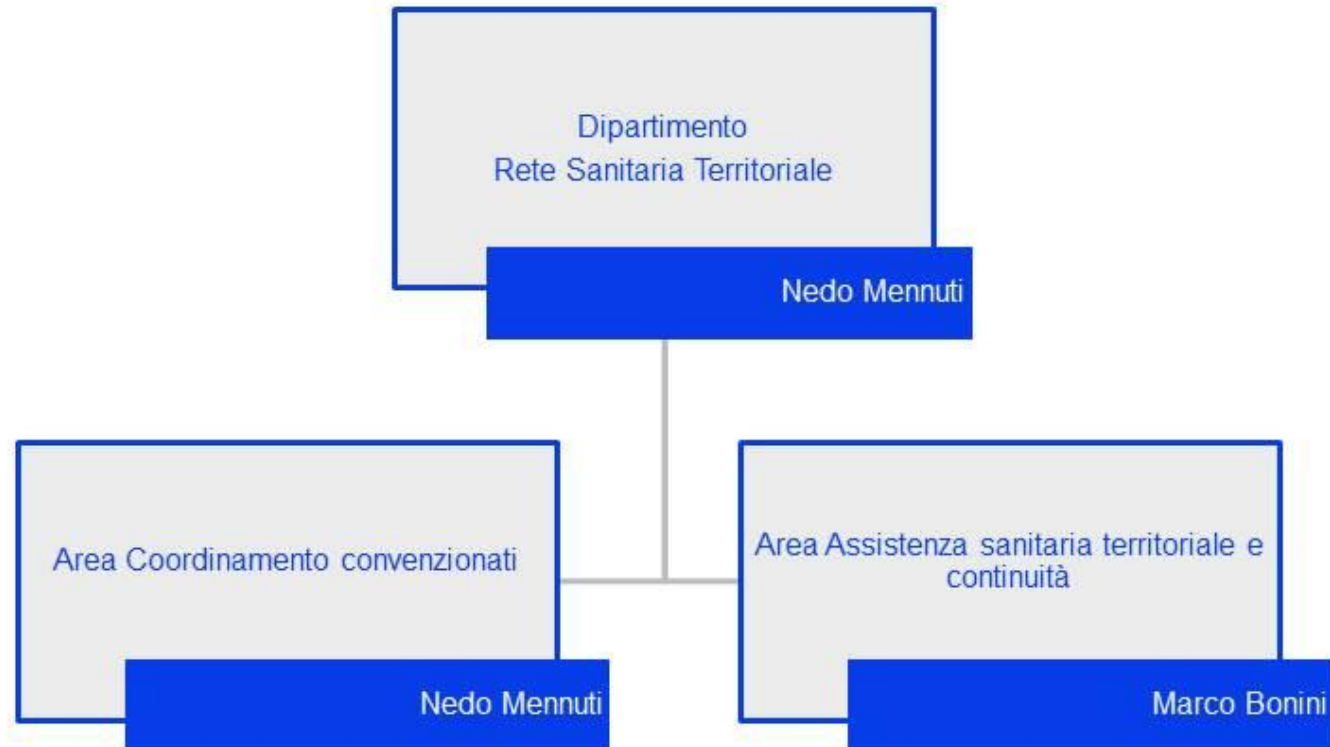 Dipartimento
Rete Sanitaria Territoriale
Nedo Mennuti
Area Coordinamento convenzionati
Nedo Mennuti
Area Assistenza sanitaria territoriale e
continuità
Marco Bonini